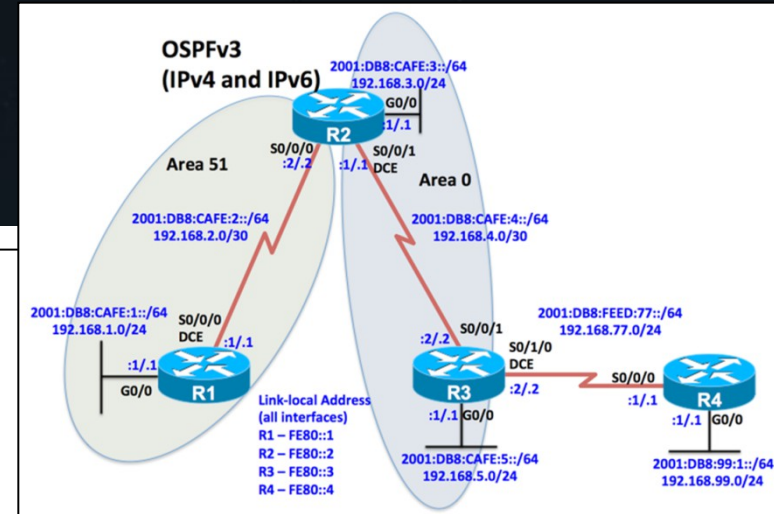 OSPFv3
(IPv4 and IPv6)
2001:DB8:CAFE:3::/64
192.168.3.0/24
G0/0
:1/.1
R2
S0/0/0
:2/.2
:1/.1
S0/0/1
DCE
Area 51
Area 0
2001:DB8:CAFE:2::/64
192.168.2.0/30
2001:DB8:CAFE:4::/64
192.168.4.0/30
2001:DB8:CAFE:1::/64
192.168.1.0/24
S0/0/0
DCE
:1/.1
:1/.1
G0/0
R1
2001:DB8:FEED:77::/64
192.168.77.0/24
S0/0/1
:2/.2
S0/1/0
DCE
:2/.2
R3
:1/.1
G0/0
S0/0/0
:1/.1
R4
:1/.1
G0/0
Link-local Address
(all interfaces)
R1 – FE80::1
R2 – FE80::2
R3 – FE80::3
R4 – FE80::4
2001:DB8:CAFE:5::/64
192.168.5.0/24
2001:DB8:99:1::/64
192.168.99.0/24